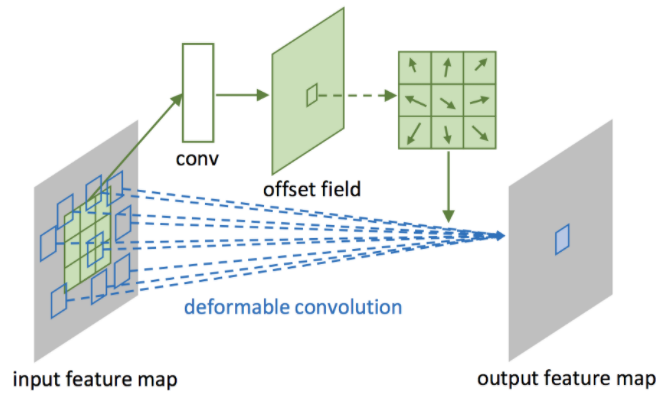 conv
offset field
deformable convolution
input feature map
output feature map